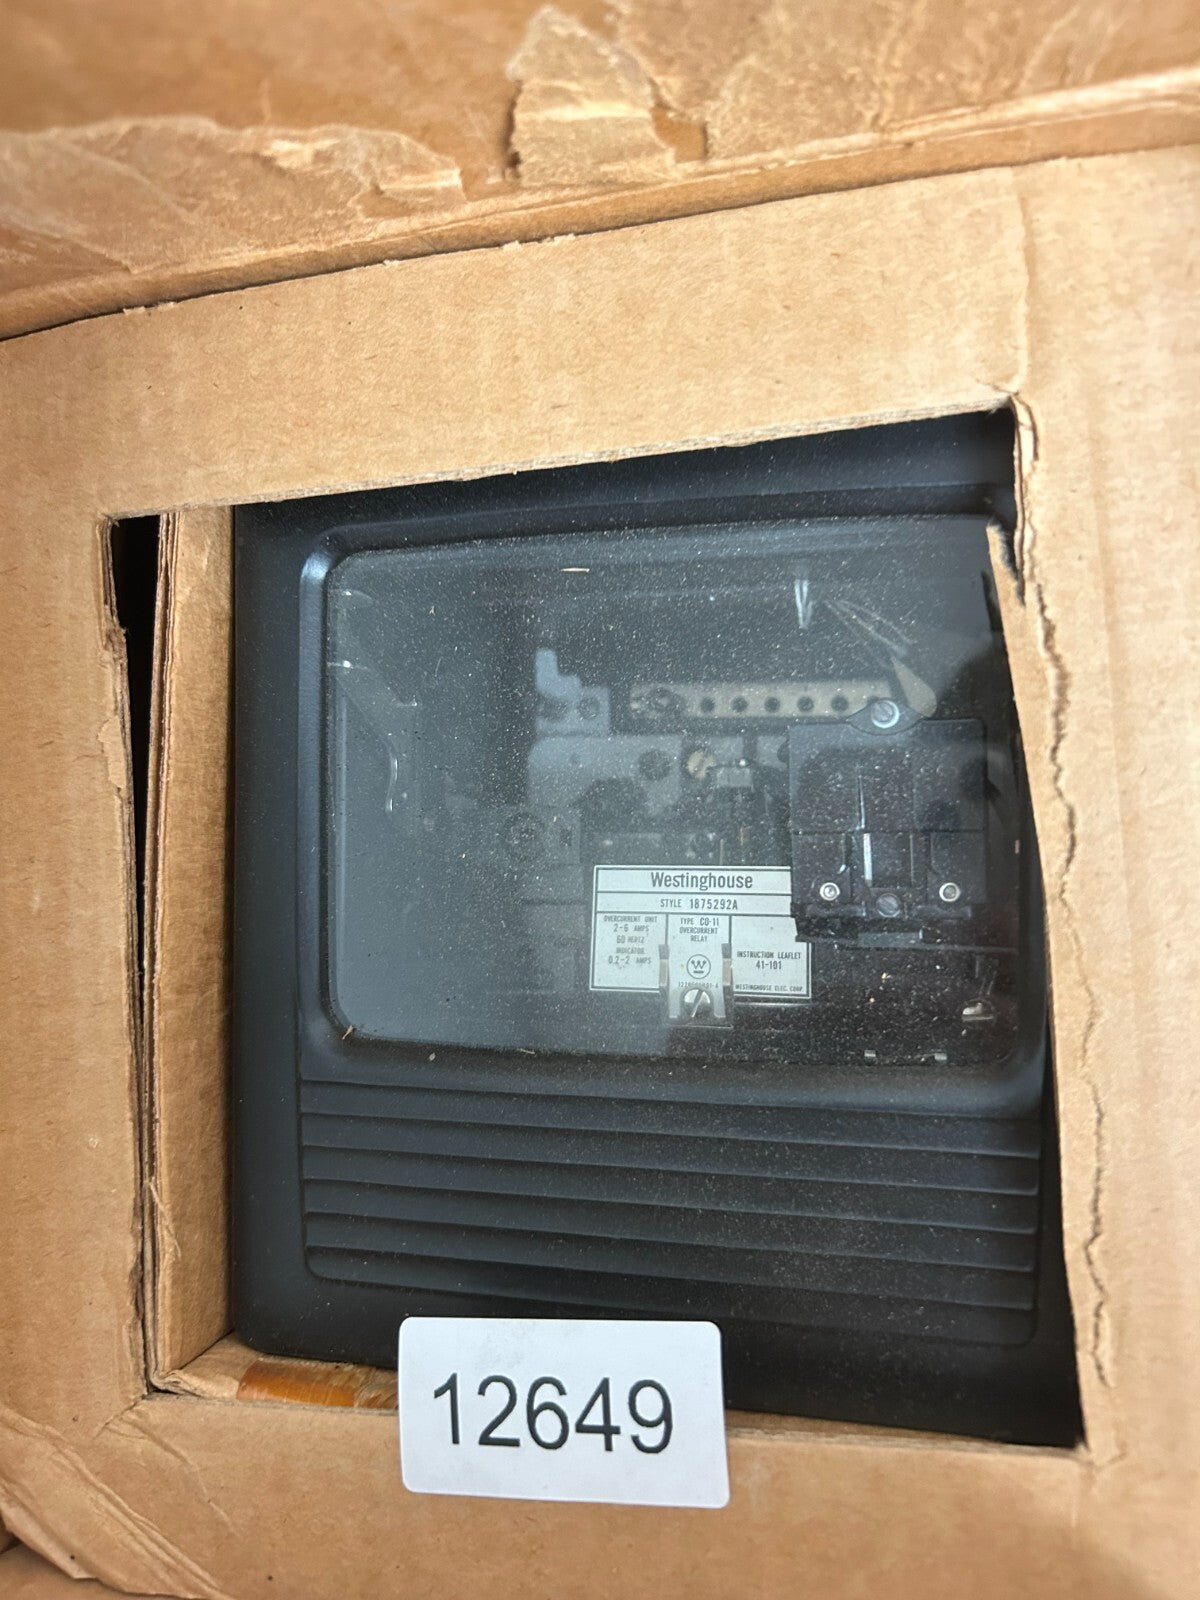 Westinghouse
STYLE 1875292A
OVERCURRENT UNIT
2-6 AMPS
60 HERTZ
INDICATOR
0.2-2 AMPS
TYPE CO-11
OVERCURRENT
RELAY
W
INSTRUCTION LEAFLET
41-101
WESTINGHOUSE ELEC. CORP.
12649